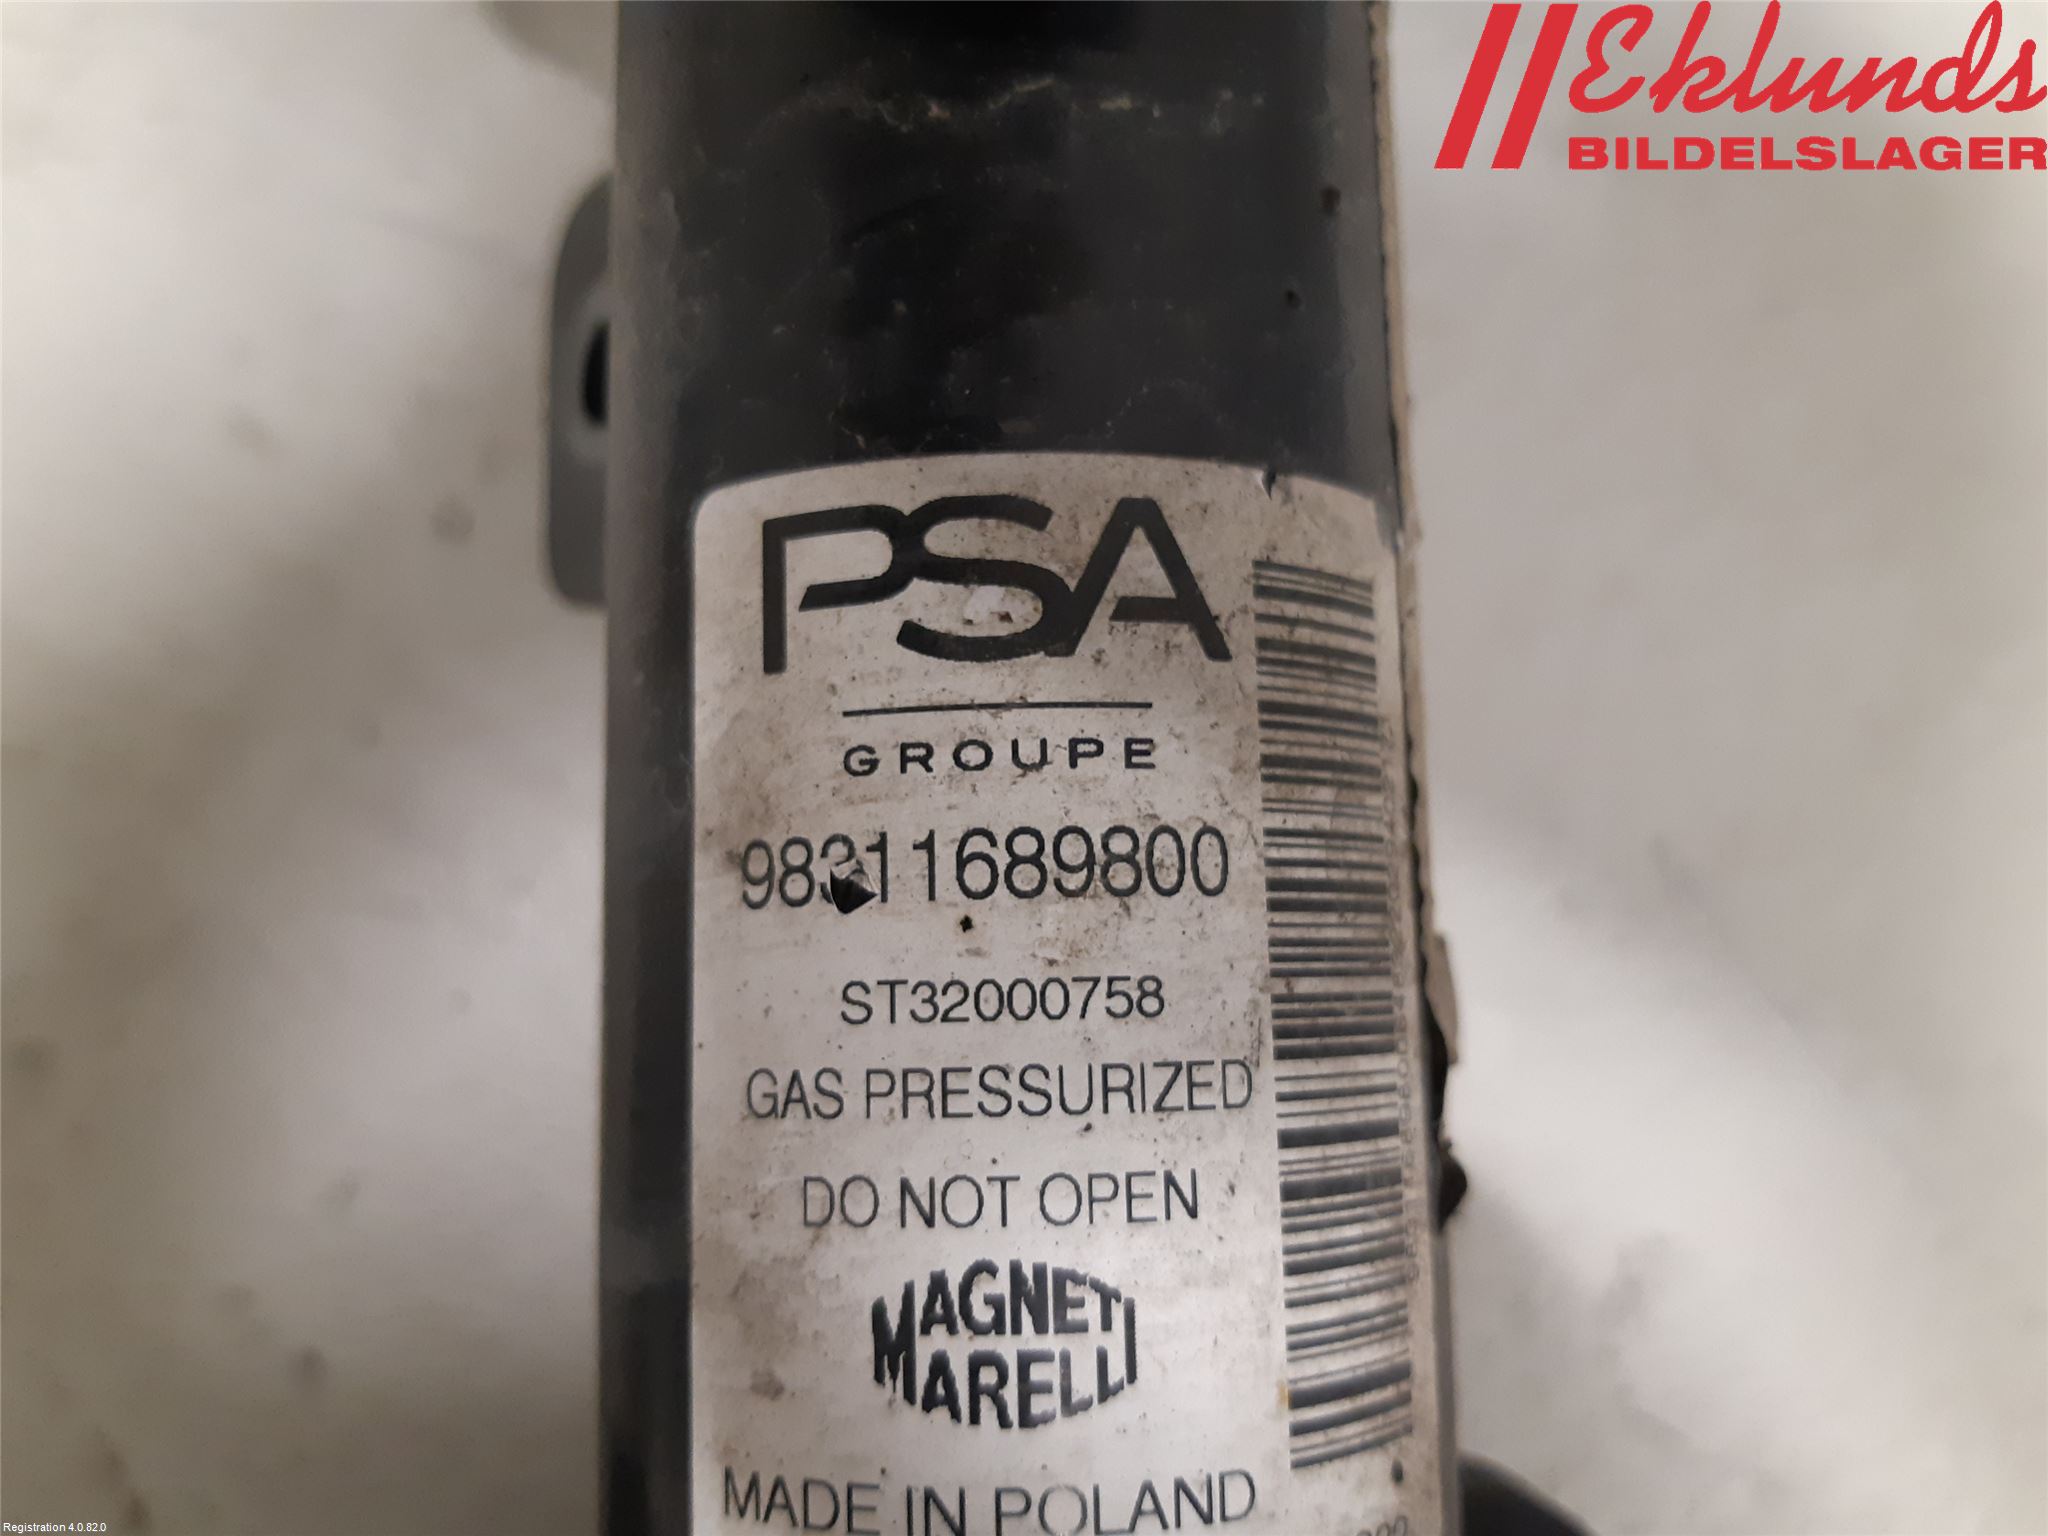 Eklunds
BILDELSLAGER
PSA
GROUPE
98311689800
ST32000758
GAS PRESSURIZED
DO NOT OPEN
MAGNETI
MARELLI
MADE IN POLAND
Registration 4.0.82.0